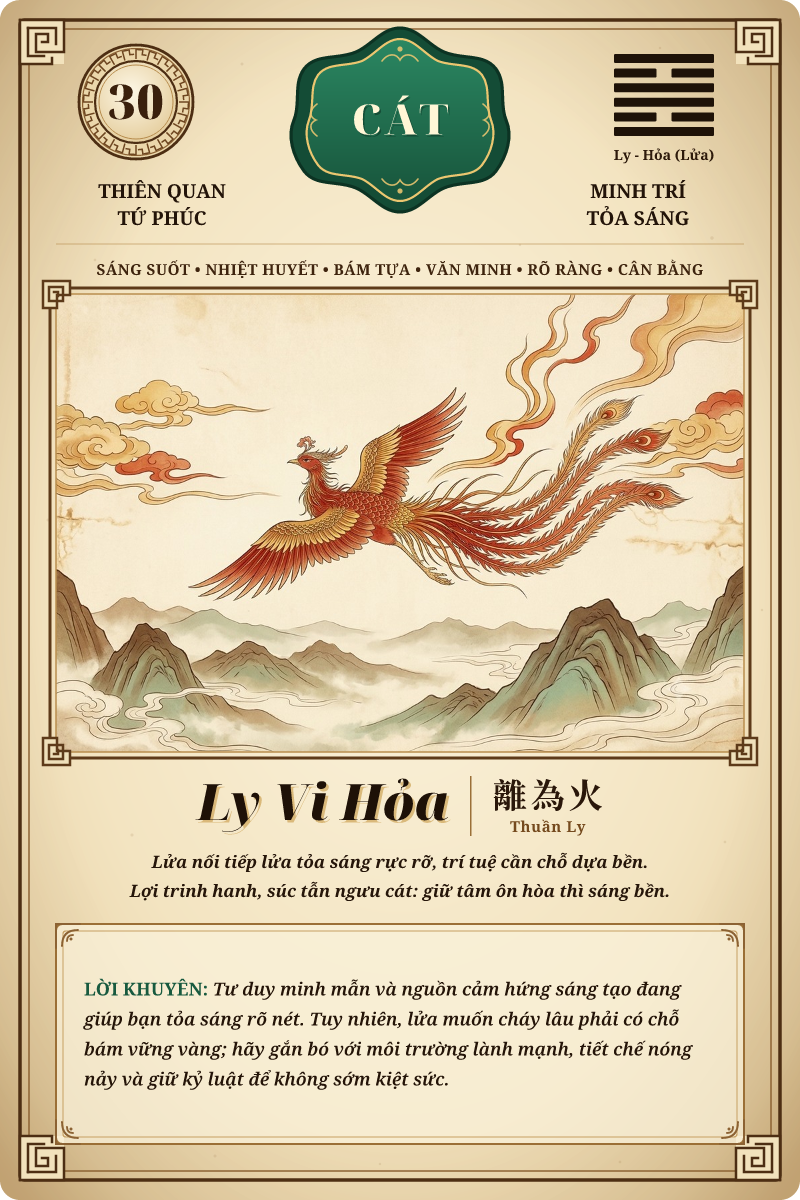 30
CÁT
Ly - Hỏa (Lửa)
THIÊN QUAN
TỨ PHÚC
MINH TRÍ
TỎA SÁNG
SÁNG SUỐT • NHIỆT HUYẾT • BÁM TỰA • VĂN MINH • RÕ RÀNG • CÂN BẰNG
Ly Vi Hỏa
離為火
Thuần Ly
Lửa nối tiếp lửa tỏa sáng rực rỡ, trí tuệ cần chỗ dựa bền.
Lợi trinh hanh, súc tẫn ngưu cát: giữ tâm ôn hòa thì sáng bền.
LỜI KHUYÊN: Tư duy minh mẫn và nguồn cảm hứng sáng tạo đang
giúp bạn tỏa sáng rõ nét. Tuy nhiên, lửa muốn cháy lâu phải có chỗ
bám vững vàng; hãy gắn bó với môi trường lành mạnh, tiết chế nóng
nảy và giữ kỷ luật để không sớm kiệt sức.